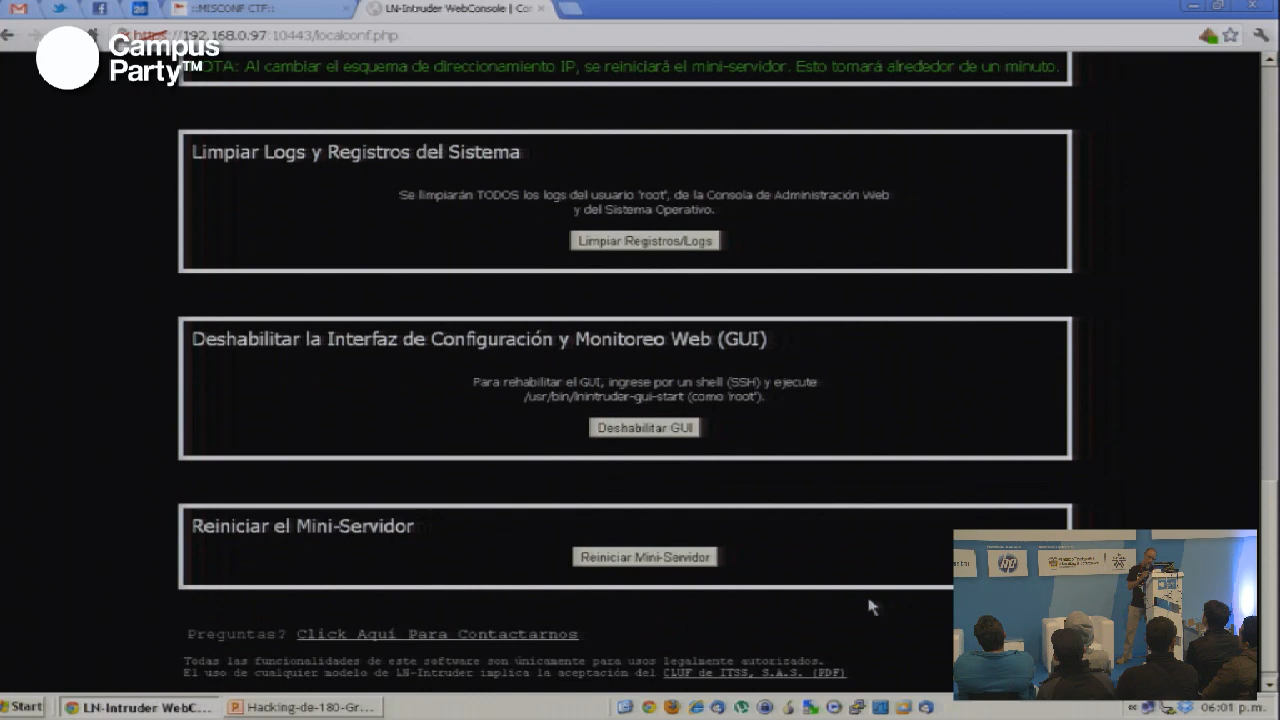 ::MISCONF CTF::
LN-Intruder WebConsole | Cor
https://192.168.0.97:10443/localconf.php
Campus
Party™
OTA: Al cambiar el esquema de direccionamiento IP, se reiniciará el mini-servidor. Esto tomará alrededor de un minuto.
Limpiar Logs y Registros del Sistema
Se limpiarán TODOS los logs del usuario 'root', de la Consola de Administración Web
y del Sistema Operativo.
Limpiar Registros/Logs
Deshabilitar la Interfaz de Configuración y Monitoreo Web (GUI)
Para rehabilitar el GUI, ingrese por un shell (SSH) y ejecute
/usr/bin/lnintruder-gui-start (como 'root').
Deshabilitar GUI
Reiniciar el Mini-Servidor
Reiniciar Mini-Servidor
hp
Preguntas? Click Aquí Para Contactarnos
Todas las funcionalidades de este software son únicamente para usos legalmente autorizados.
El uso de cualquier modelo de LN-Intruder implica la aceptación del CLUF de ITSS, S.A.S. (PDF)
Start
LN-Intruder WebC...
Hacking-de-180-Gr...
06:01 p.m.